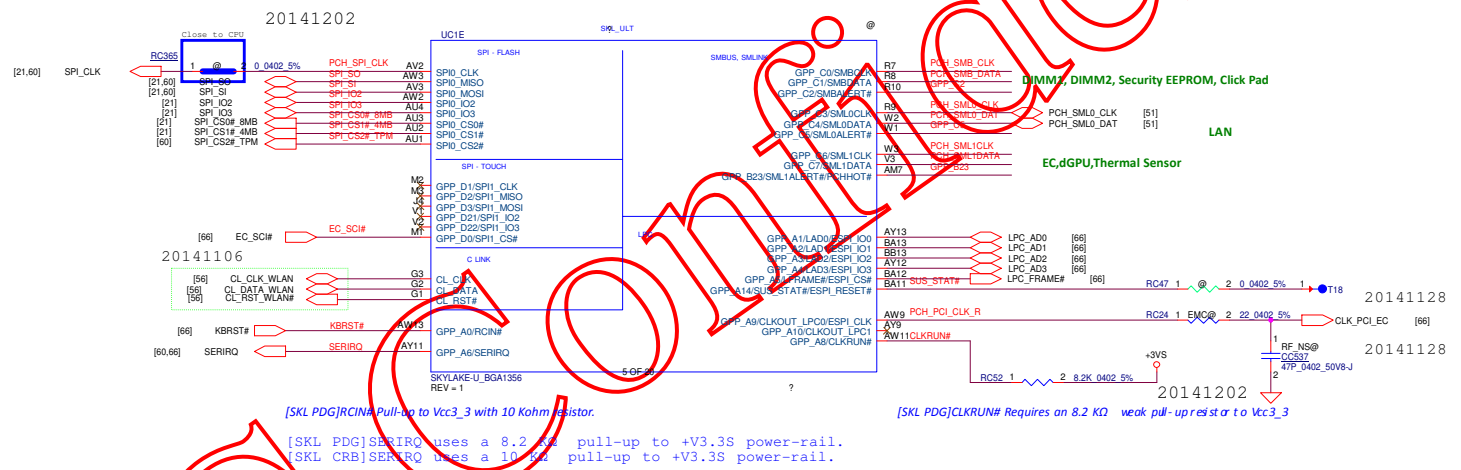 20141202
SKL_ULT
?
@
Close to CPU
UC1E
RC365
1 @ 2 0_0402_5%
SPI - FLASH
SMBUS, SMLINK
[21,60] SPI_CLK PCH_SPI_CLK AV2 SPI0_CLK
[21,60] SPI_SO SPI_SO AW3 SPI0_MISO
[21,60] SPI_SI SPI_SI AV3 SPI0_MOSI
[21] SPI_IO2 SPI_IO2 AW2 SPI0_IO2
[21] SPI_IO3 SPI_IO3 AU4 SPI0_IO3
[21] SPI_CS0#_8MB SPI_CS0#_8MB AU3 SPI0_CS0#
[21] SPI_CS1#_4MB SPI_CS1#_4MB AU2 SPI0_CS1#
[60] SPI_CS2#_TPM SPI_CS2#_TPM AU1 SPI0_CS2#
GPP_C0/SMBCLK R7 PCH_SMB_CLK
GPP_C1/SMBDATA R8 PCH_SMB_DATA
GPP_C2/SMBALERT# R10 GPP_C2
DIMM1, DIMM2, Security EEPROM, Click Pad
GPP_C3/SML0CLK R9 PCH_SML0_CLK PCH_SML0_CLK [51]
GPP_C4/SML0DATA W2 PCH_SML0_DAT PCH_SML0_DAT [51]
GPP_C5/SML0ALERT# W1
LAN
GPP_C6/SML1CLK W3 PCH_SML1CLK
GPP_C7/SML1DATA V3 PCH_SML1DATA
GPP_B23/SML1ALERT#/PCHHOT# AM7 GPP_B23
EC,dGPU,Thermal Sensor
SPI - TOUCH
M2 GPP_D1/SPI1_CLK
M3 GPP_D2/SPI1_MISO
J4 GPP_D3/SPI1_MOSI
V1 GPP_D21/SPI1_IO2
V2 GPP_D22/SPI1_IO3
[66] EC_SCI# EC_SCI# M1 GPP_D0/SPI1_CS#
LPC
GPP_A1/LAD0/ESPI_IO0 AY13 LPC_AD0 [66]
GPP_A2/LAD1/ESPI_IO1 BA13 LPC_AD1 [66]
GPP_A3/LAD2/ESPI_IO2 BB13 LPC_AD2 [66]
GPP_A4/LAD3/ESPI_IO3 AY12 LPC_AD3 [66]
GPP_A5/LFRAME#/ESPI_CS# BA12 LPC_FRAME# [66]
GPP_A14/SUS_STAT#/ESPI_RESET# BA11 SUS_STAT# RC47 1 @ 2 0_0402_5% 1 T18
20141106
C LINK
[56] CL_CLK_WLAN G3 CL_CLK
[56] CL_DATA_WLAN G2 CL_DATA
[56] CL_RST_WLAN# G1 CL_RST#
20141128
[66] KBRST# KBRST# AW13 GPP_A0/RCIN#
[60,66] SERIRQ SERIRQ AY11 GPP_A6/SERIRQ
GPP_A9/CLKOUT_LPC0/ESPI_CLK AW9 PCH_PCI_CLK_R RC24 1 EMC@ 2 22_0402_5% CLK_PCI_EC [66]
GPP_A10/CLKOUT_LPC1 AY9
GPP_A8/CLKRUN# AW11 CLKRUN#
20141128
1
RF_NS@
CC537
47P_0402_50V8-J
2
+3VS
RC52 1 2 8.2K_0402_5%
20141202
SKYLAKE-U_BGA1356
REV = 1
5 OF 20
?
[SKL PDG]RCIN# Pull-up to Vcc3_3 with 10 Kohm resistor.
[SKL PDG]CLKRUN# Requires an 8.2 KΩ weak pull-up resistor to Vcc3_3
[SKL PDG]SERIRQ uses a 8.2 KΩ pull-up to +V3.3S power-rail.
[SKL CRB]SERIRQ uses a 10 KΩ pull-up to +V3.3S power-rail.